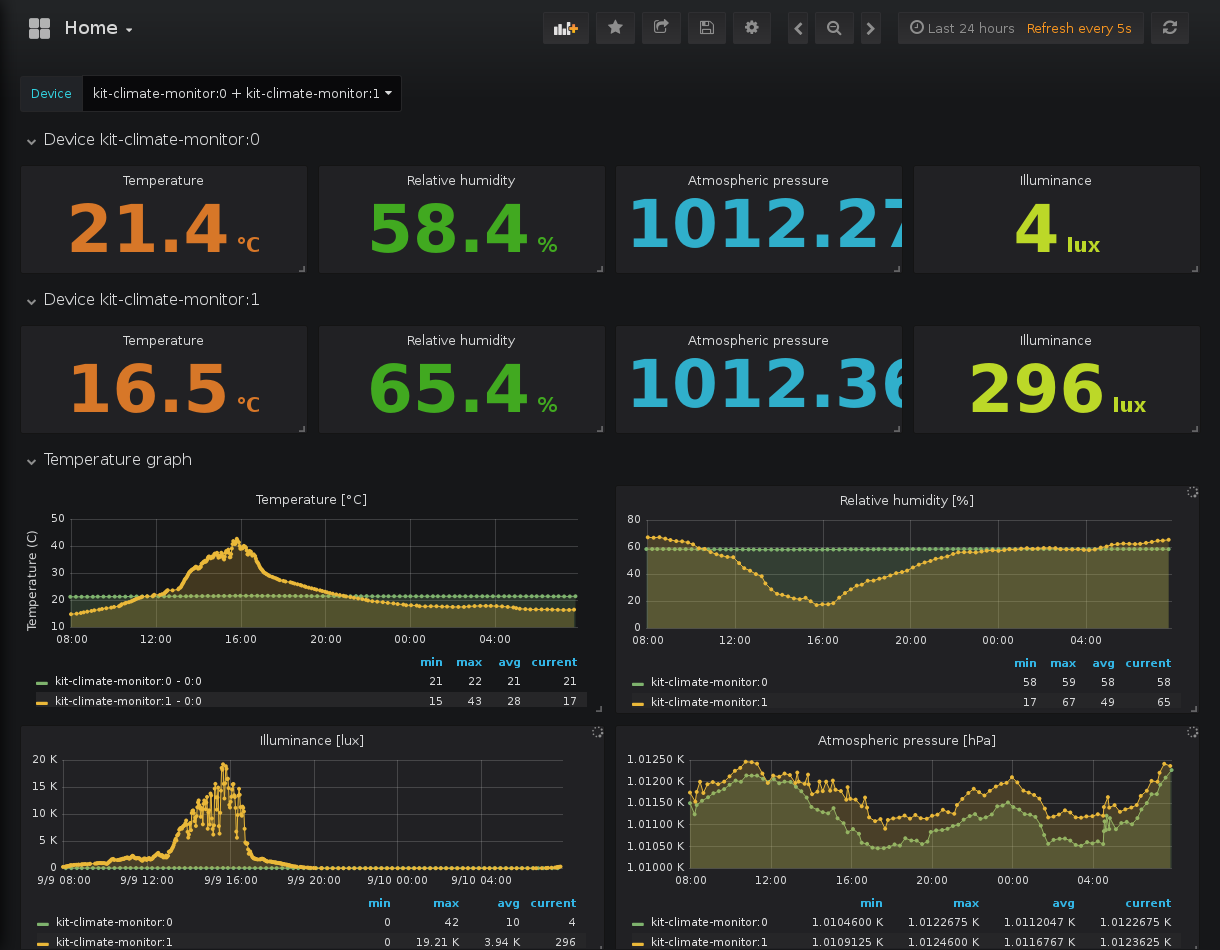 Home
Last 24 hours Refresh every 5s
Device kit-climate-monitor:0 + kit-climate-monitor:1
Device kit-climate-monitor:0
Temperature Relative humidity Atmospheric pressure Illuminance
21.4 °C 58.4 % 1012.27 4 lux
Device kit-climate-monitor:1
Temperature Relative humidity Atmospheric pressure Illuminance
16.5 °C 65.4 % 1012.36 296 lux
Temperature graph
Temperature [°C]
Temperature (C)
50
40
30
20
10
08:00 12:00 16:00 20:00 00:00 04:00
min max avg current
kit-climate-monitor:0 - 0:0 21 22 21 21
kit-climate-monitor:1 - 0:0 15 43 28 17
Relative humidity [%]
80
60
40
20
0
08:00 12:00 16:00 20:00 00:00 04:00
min max avg current
kit-climate-monitor:0 58 59 58 58
kit-climate-monitor:1 17 67 49 65
Illuminance [lux]
20 K
15 K
10 K
5 K
0
9/9 08:00 9/9 12:00 9/9 16:00 9/9 20:00 9/10 00:00 9/10 04:00
min max avg current
kit-climate-monitor:0 0 42 10 4
kit-climate-monitor:1 0 19.21 K 3.94 K 296
Atmospheric pressure [hPa]
1.01250 K
1.01200 K
1.01150 K
1.01100 K
1.01050 K
1.01000 K
08:00 12:00 16:00 20:00 00:00 04:00
min max avg current
kit-climate-monitor:0 1.0104600 K 1.0122675 K 1.0112047 K 1.0122675 K
kit-climate-monitor:1 1.0109125 K 1.0124600 K 1.0116767 K 1.0123625 K